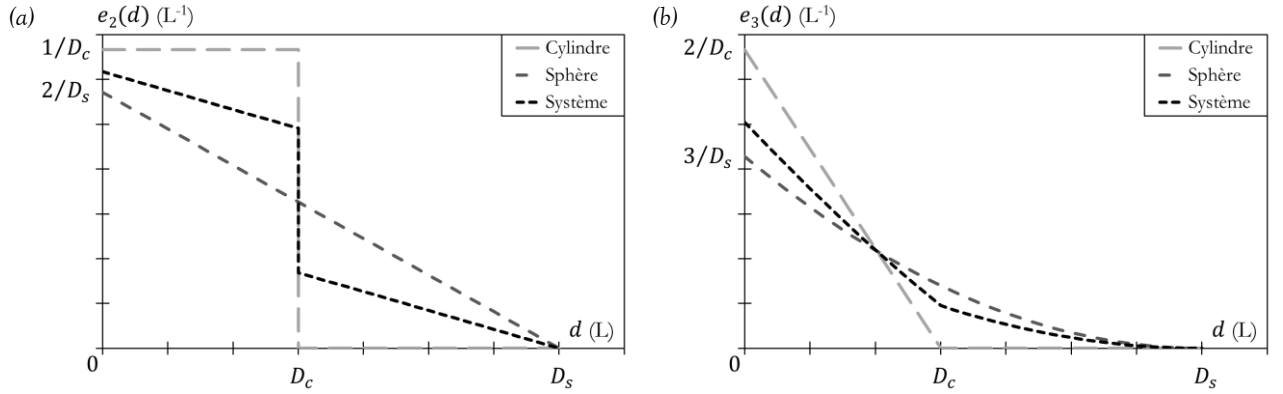 (a)
e₂(d) (L⁻¹)
1/D_c
2/D_s
Cylindre
Sphère
Système
d (L)
0
D_c
D_s
(b)
e₃(d) (L⁻¹)
2/D_c
3/D_s
Cylindre
Sphère
Système
d (L)
0
D_c
D_s